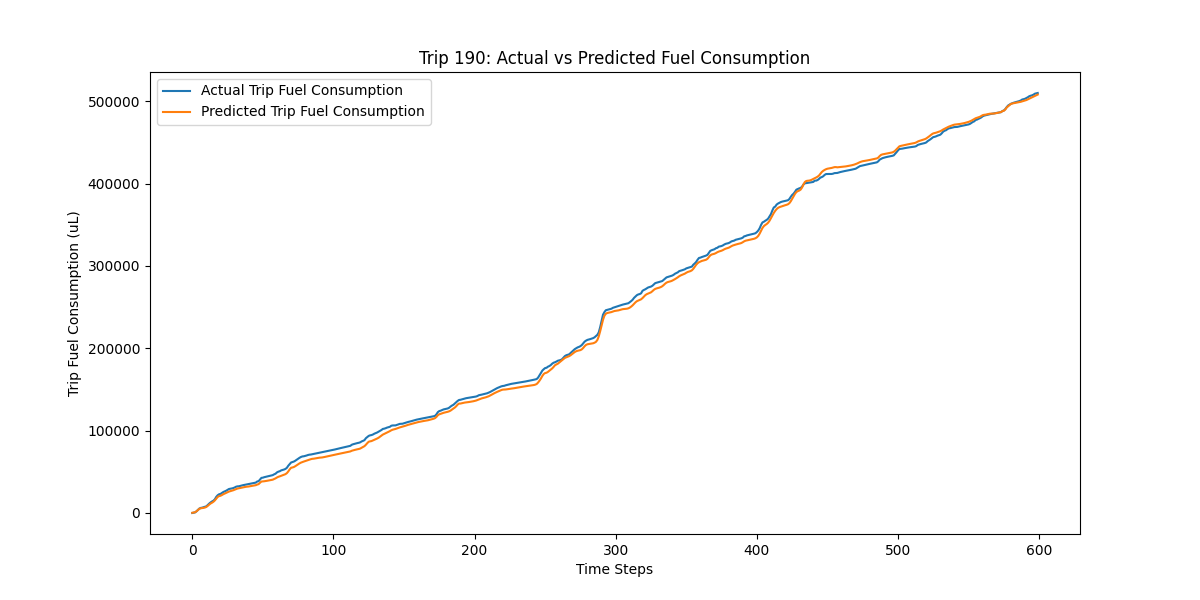 Trip 190: Actual vs Predicted Fuel Consumption
Actual Trip Fuel Consumption
Predicted Trip Fuel Consumption
Trip Fuel Consumption (uL)
500000
400000
300000
200000
100000
0
0 100 200 300 400 500 600
Time Steps